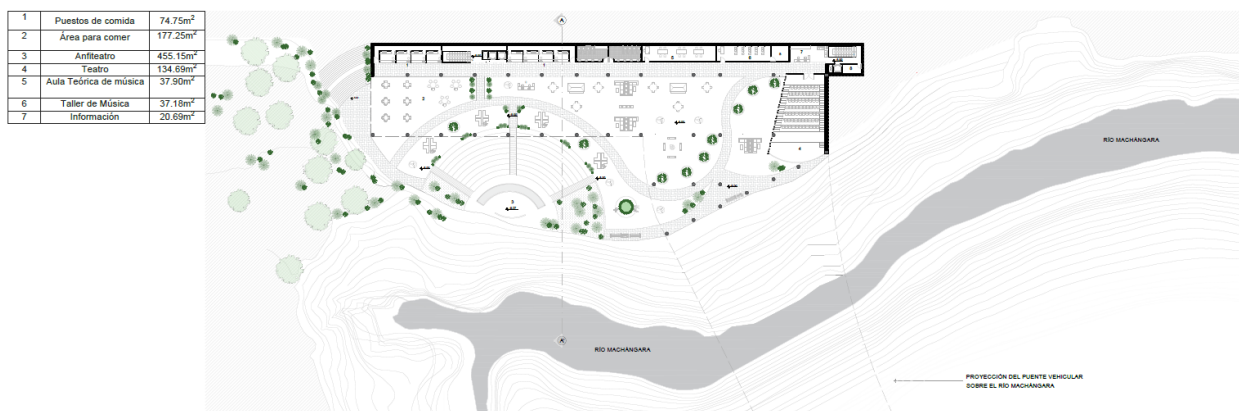 1 Puestos de comida 74.75m²
2 Área para comer 177.25m²
3 Anfiteatro 455.15m²
4 Teatro 134.69m²
5 Aula Teórica de música 37.90m²
6 Taller de Música 37.18m²
7 Información 20.69m²
A
RÍO MACHÁNGARA
A'
RÍO MACHÁNGARA
PROYECCIÓN DEL PUENTE VEHICULAR
SOBRE EL RÍO MACHÁNGARA